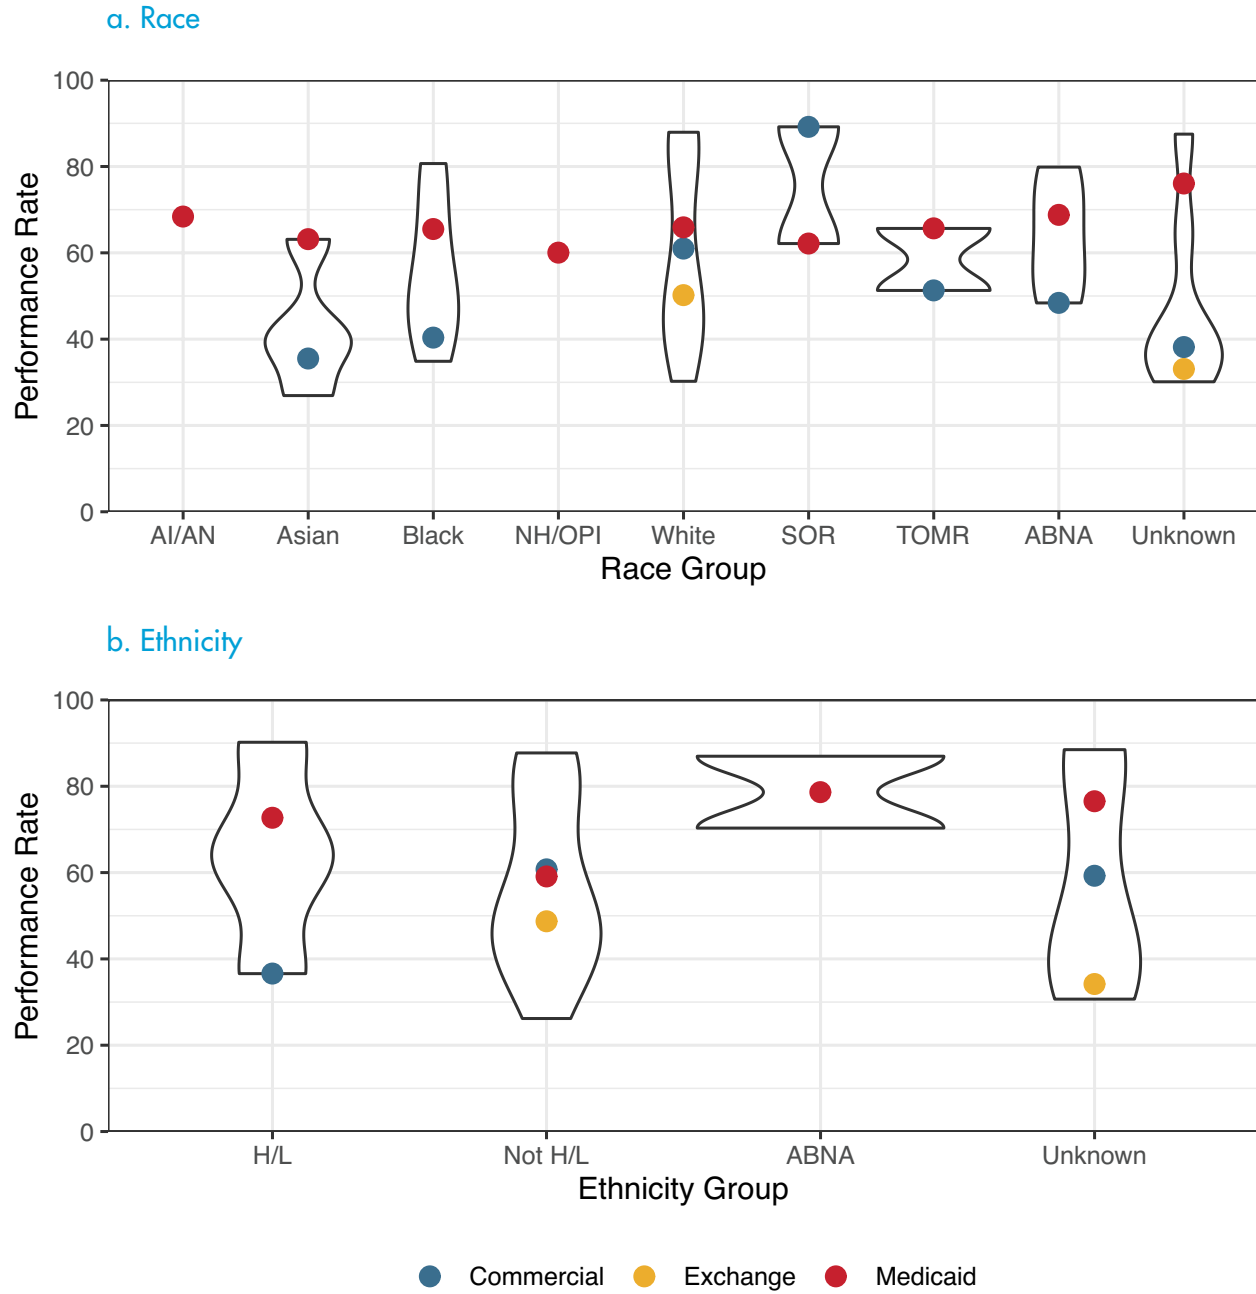 a. Race
100
80
60
40
20
0
Performance Rate
AI/AN Asian Black NH/OPI White SOR TOMR ABNA Unknown
Race Group
b. Ethnicity
100
80
60
40
20
0
Performance Rate
H/L Not H/L ABNA Unknown
Ethnicity Group
Commercial Exchange Medicaid